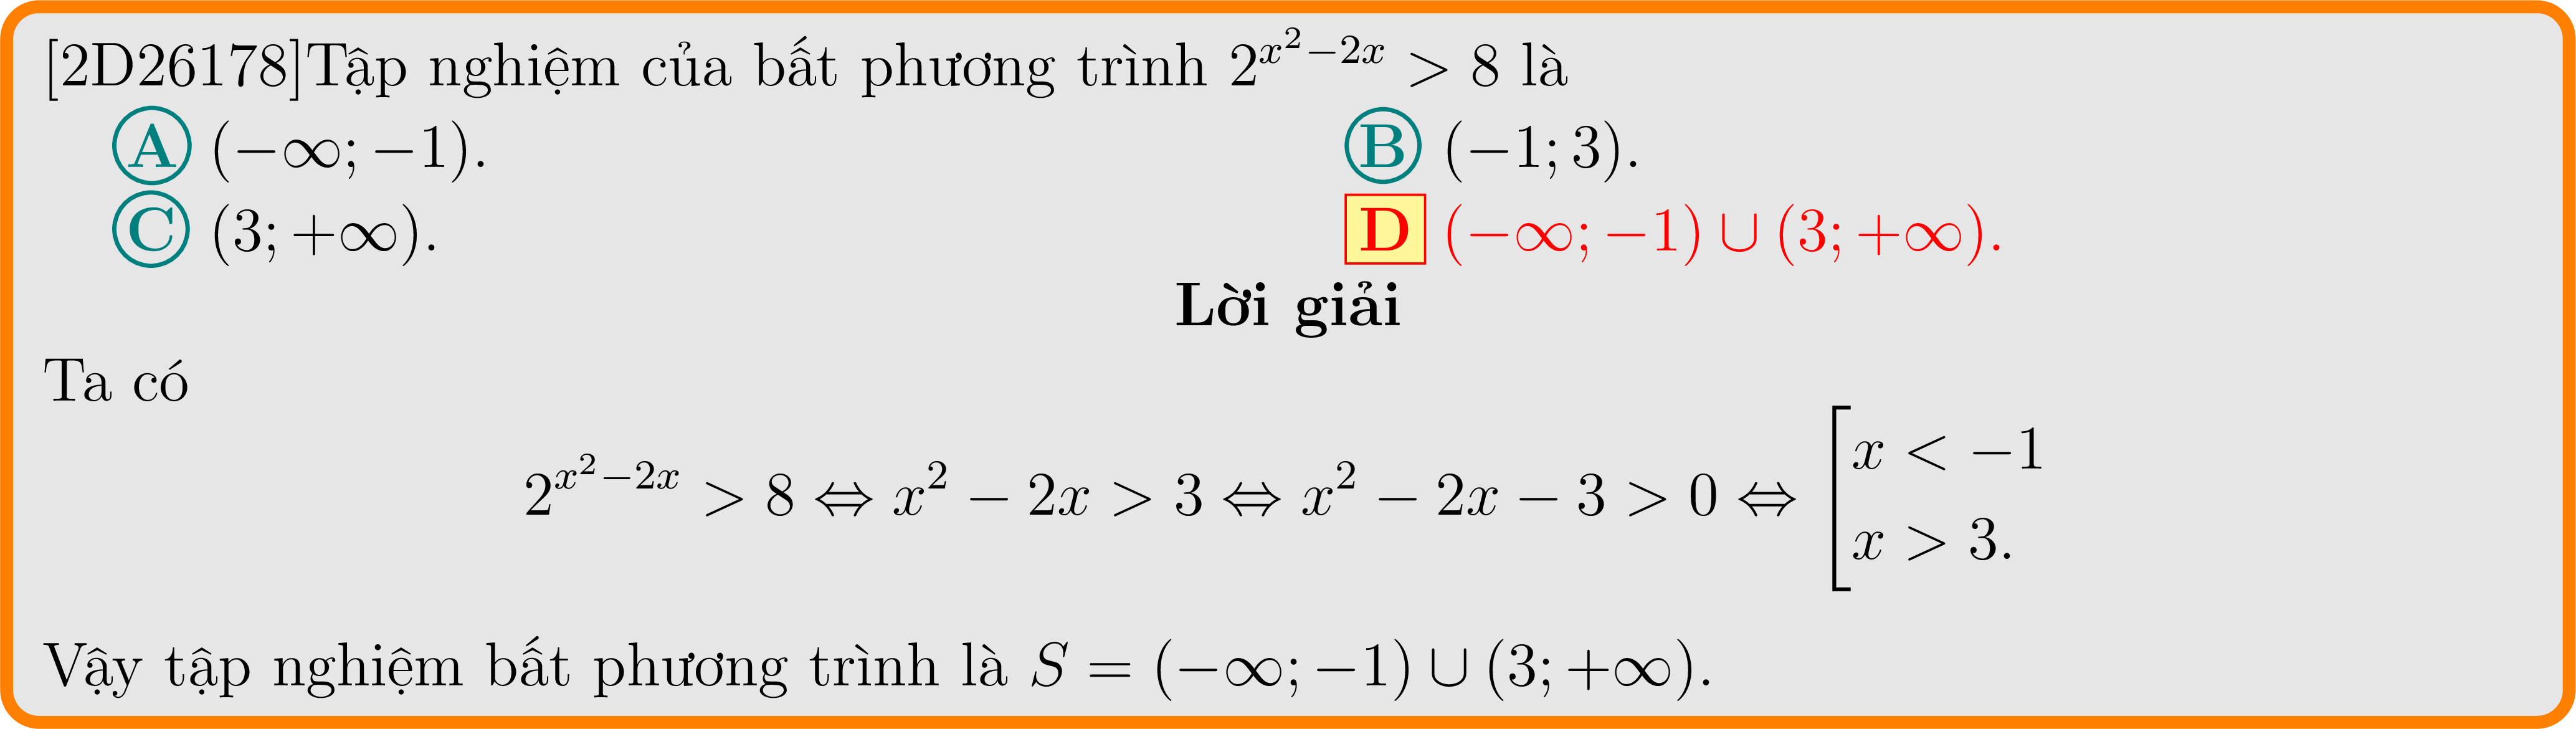 [2D26178]Tập nghiệm của bất phương trình $2^{x^2-2x} > 8$ là
A $(-\infty; -1)$.
B $(-1; 3)$.
C $(3; +\infty)$.
D $(-\infty; -1) \cup (3; +\infty)$.
Lời giải
Ta có
$2^{x^2-2x} > 8 \Leftrightarrow x^2 - 2x > 3 \Leftrightarrow x^2 - 2x - 3 > 0 \Leftrightarrow \left[\begin{array}{l} x < -1 \\ x > 3. \end{array}\right.$
Vậy tập nghiệm bất phương trình là $S = (-\infty; -1) \cup (3; +\infty)$.